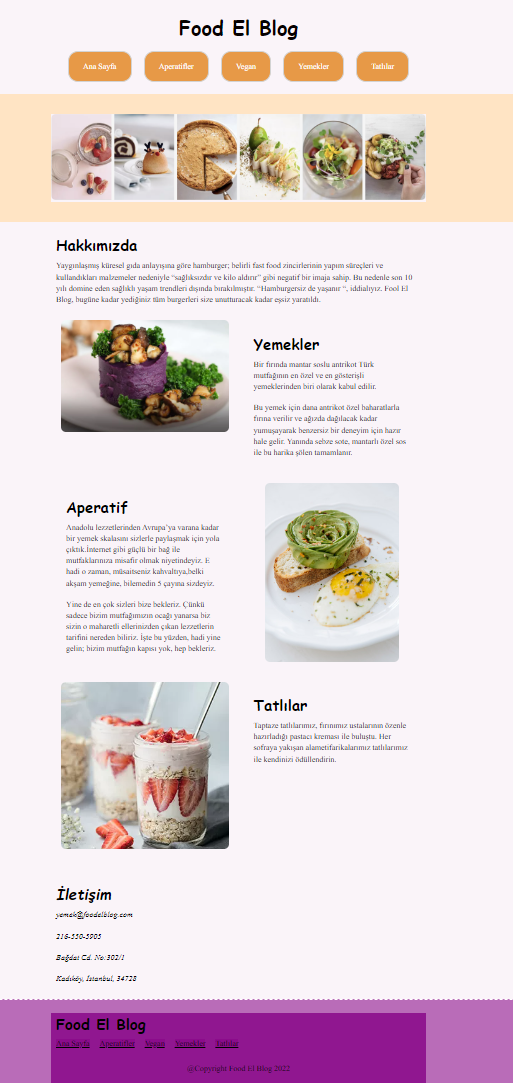 Food El Blog
Ana Sayfa Aperatifler Vegan Yemekler Tatlılar
Hakkımızda
Yaygınlaşmış küresel gıda anlayışına göre hamburger; belirli fast food zincirlerinin yapım süreçleri ve
kullandıkları malzemeler nedeniyle “sağlıksızdır ve kilo aldırır” gibi negatif bir imaja sahip. Bu nedenle son 10
yılı domine eden sağlıklı yaşam trendleri dışında bırakılmıştır. “Hamburgersiz de yaşanır “, iddialıyız. Fool El
Blog, bugüne kadar yediğiniz tüm burgerleri size unutturacak kadar eşsiz yaratıldı.
Yemekler
Bir fırında mantar soslu antrikot Türk
mutfağının en özel ve en gösterişli
yemeklerinden biri olarak kabul edilir.
Bu yemek için dana antrikot özel baharatlarla
fırına verilir ve ağızda dağılacak kadar
yumuşayarak benzersiz bir deneyim için hazır
hale gelir. Yanında sebze sote, mantarlı özel sos
ile bu harika şölen tamamlanır.
Aperatif
Anadolu lezzetlerinden Avrupa’ya varana kadar
bir yemek skalasını sizlerle paylaşmak için yola
çıktık.İnternet gibi güçlü bir bağ ile
mutfaklarınıza misafir olmak niyetindeyiz. E
hadi o zaman, müsaitseniz kahvaltıya,belki
akşam yemeğine, bilemedin 5 çayına sizdeyiz.
Yine de en çok sizleri bize bekleriz. Çünkü
sadece bizim mutfağımızın ocağı yanarsa biz
sizin o maharetli ellerinizden çıkan lezzetlerin
tarifini nereden biliriz. İşte bu yüzden, hadi yine
gelin; bizim mutfağın kapısı yok, hep bekleriz.
Tatlılar
Taptaze tatlılarımız, fırınımız ustalarının özenle
hazırladığı pastacı kreması ile buluştu. Her
sofraya yakışan alametifarikalarımız tatlılarımız
ile kendinizi ödüllendirin.
İletişim
yemek@foodelblog.com
216-550-5905
Bağdat Cd. No:302/1
Kadıköy, İstanbul, 34728
Food El Blog
Ana Sayfa Aperatifler Vegan Yemekler Tatlılar
@Copyright Food El Blog 2022